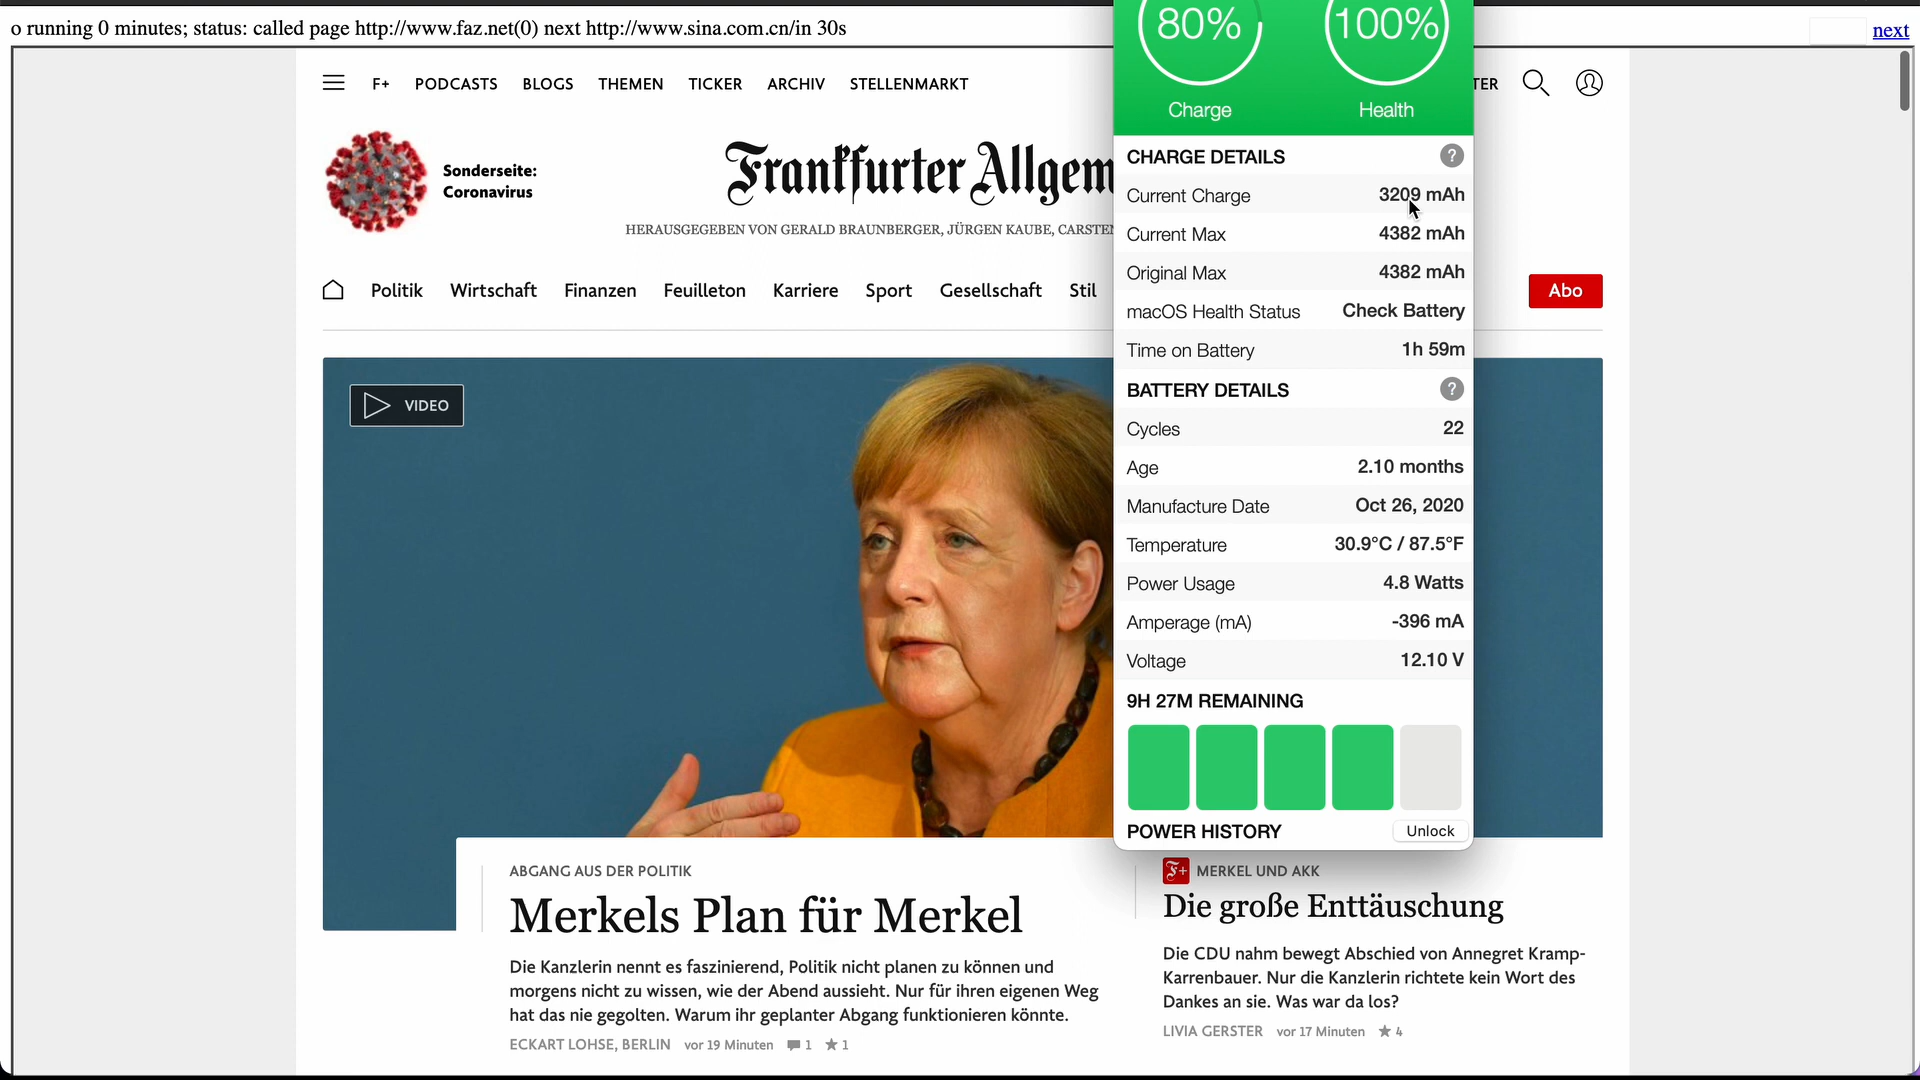 o running 0 minutes; status: called page http://www.faz.net(0) next http://www.sina.com.cn/in 30s
next
F+ PODCASTS BLOGS THEMEN TICKER ARCHIV STELLENMARKT
TER
Sonderseite:
Coronavirus
Frankfurter Allgem
HERAUSGEGEBEN VON GERALD BRAUNBERGER, JÜRGEN KAUBE, CARSTEN
Politik Wirtschaft Finanzen Feuilleton Karriere Sport Gesellschaft Stil
Abo
VIDEO
80%
100%
Charge
Health
CHARGE DETAILS ?
Current Charge 3209 mAh
Current Max 4382 mAh
Original Max 4382 mAh
macOS Health Status Check Battery
Time on Battery 1h 59m
BATTERY DETAILS ?
Cycles 22
Age 2.10 months
Manufacture Date Oct 26, 2020
Temperature 30.9°C / 87.5°F
Power Usage 4.8 Watts
Amperage (mA) -396 mA
Voltage 12.10 V
9H 27M REMAINING
POWER HISTORY Unlock
ABGANG AUS DER POLITIK
Merkels Plan für Merkel
Die Kanzlerin nennt es faszinierend, Politik nicht planen zu können und
morgens nicht zu wissen, wie der Abend aussieht. Nur für ihren eigenen Weg
hat das nie gegolten. Warum ihr geplanter Abgang funktionieren könnte.
ECKART LOHSE, BERLIN vor 19 Minuten 1 1
F+ MERKEL UND AKK
Die große Enttäuschung
Die CDU nahm bewegt Abschied von Annegret Kramp-
Karrenbauer. Nur die Kanzlerin richtete kein Wort des
Dankes an sie. Was war da los?
LIVIA GERSTER vor 17 Minuten 4